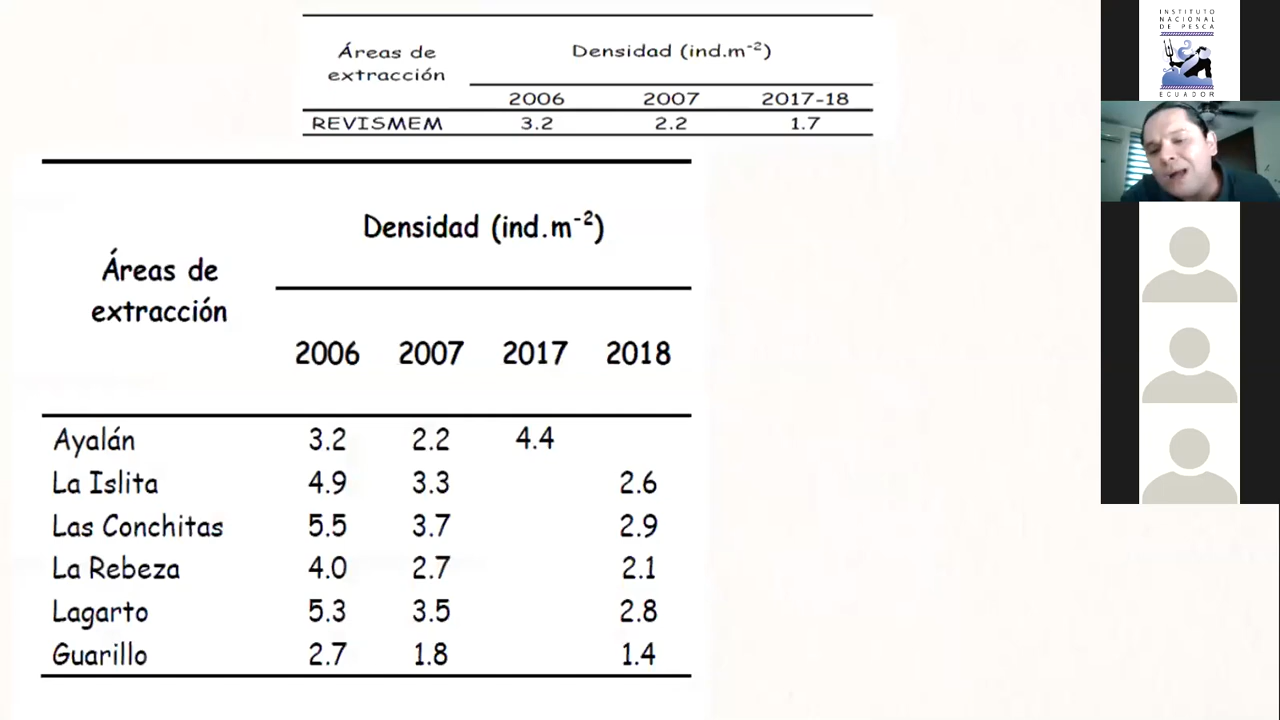 Áreas de extracción Densidad (ind.m-2)
2006 2007 2017-18
REVISMEM 3.2 2.2 1.7
Áreas de extracción Densidad (ind.m-2)
2006 2007 2017 2018
Ayalán 3.2 2.2 4.4
La Islita 4.9 3.3 2.6
Las Conchitas 5.5 3.7 2.9
La Rebeza 4.0 2.7 2.1
Lagarto 5.3 3.5 2.8
Guarillo 2.7 1.8 1.4
INSTITUTO
NACIONAL
DE PESCA
ECUADOR